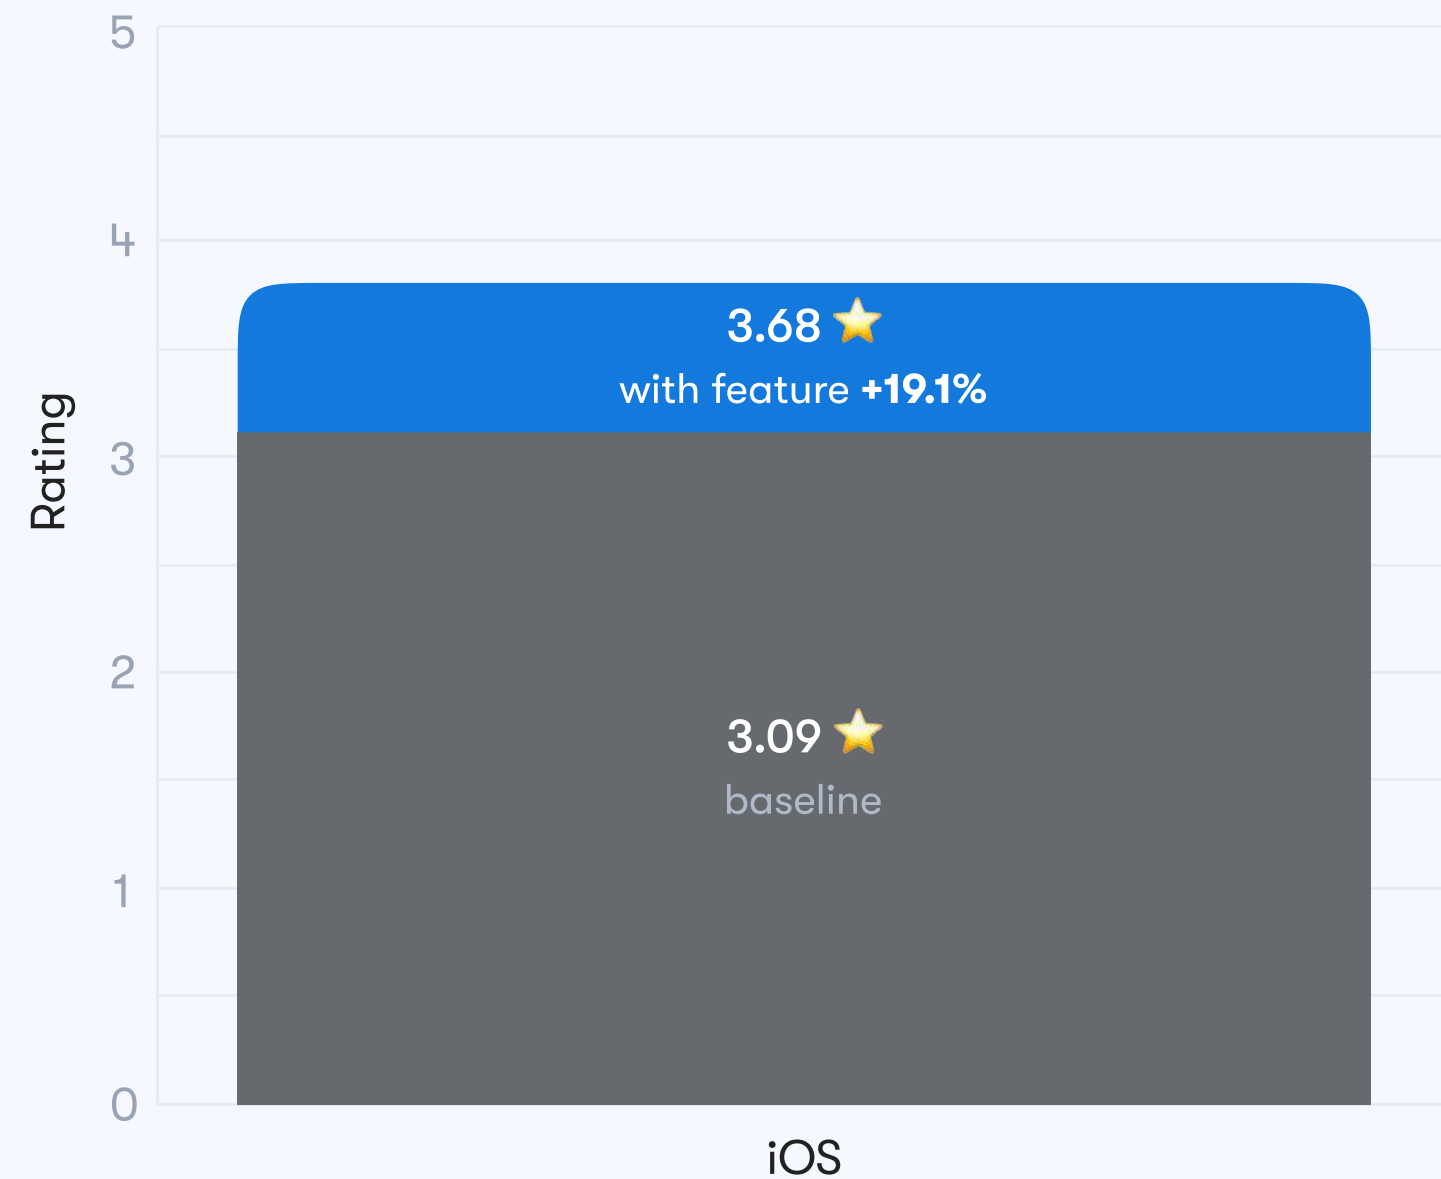 5
4
3
2
1
0
Rating
3.68 ⭐
with feature +19.1%
3.09 ⭐
baseline
iOS